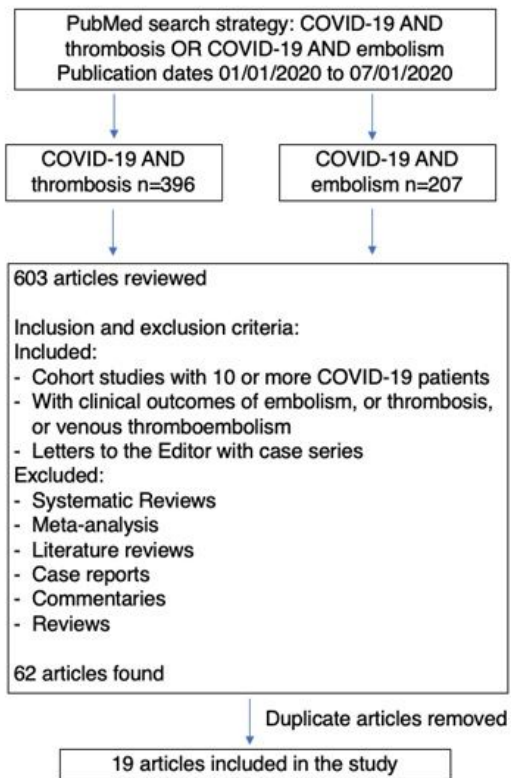 PubMed search strategy: COVID-19 AND
thrombosis OR COVID-19 AND embolism
Publication dates 01/01/2020 to 07/01/2020
COVID-19 AND
thrombosis n=396
COVID-19 AND
embolism n=207
603 articles reviewed
Inclusion and exclusion criteria:
Included:
- Cohort studies with 10 or more COVID-19 patients
- With clinical outcomes of embolism, or thrombosis,
or venous thromboembolism
- Letters to the Editor with case series
Excluded:
- Systematic Reviews
- Meta-analysis
- Literature reviews
- Case reports
- Commentaries
- Reviews
62 articles found
Duplicate articles removed
19 articles included in the study